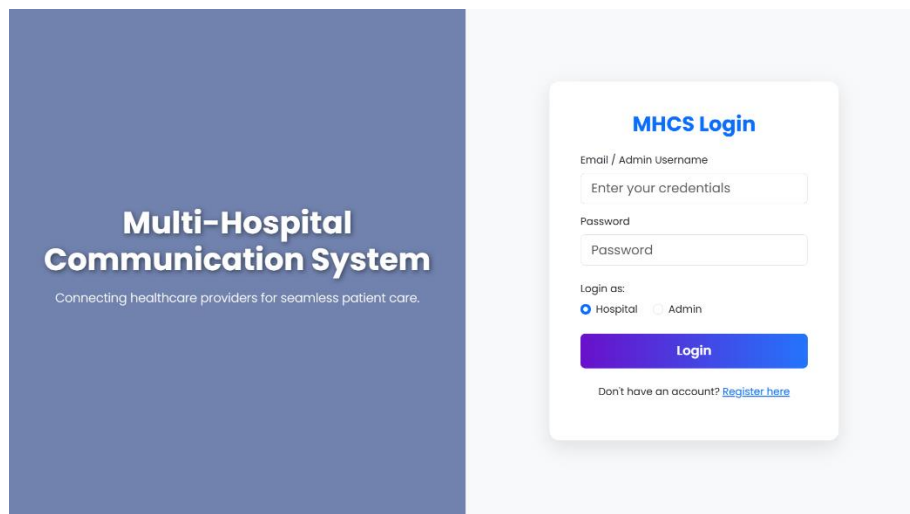 Multi-Hospital
Communication System
Connecting healthcare providers for seamless patient care.
MHCS Login
Email / Admin Username
Enter your credentials
Password
Password
Login as:
Hospital Admin
Login
Don't have an account? Register here